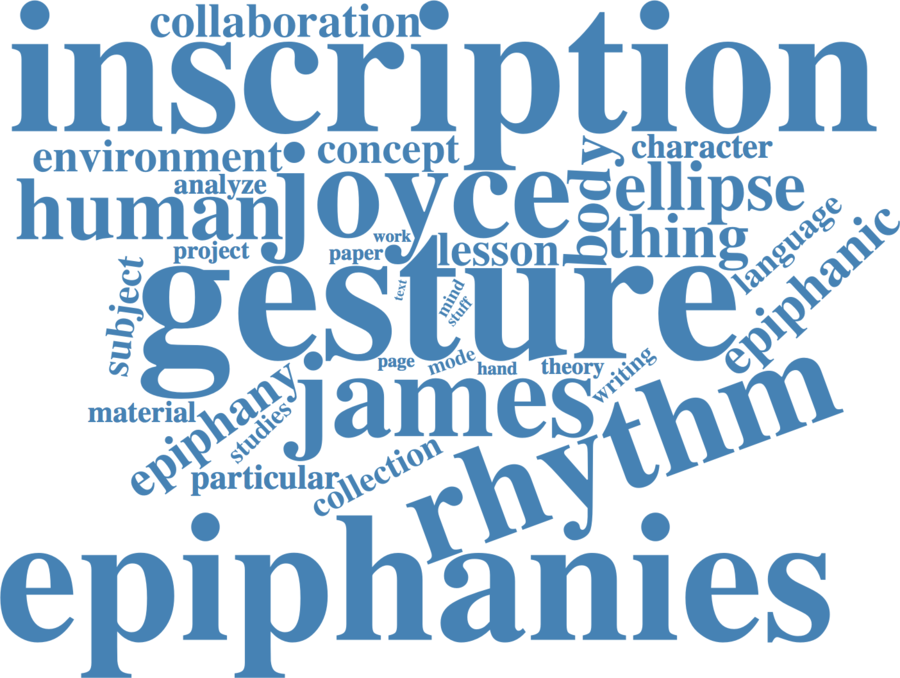 collaboration
inscription
environment
concept
character
analyze
joyce
body
ellipse
human
work
thing
language
project
paper
lesson
epiphanic
subject
gesture
text
mind
stuff
page
mode
hand
theory
writing
material
epiphany
studies
james
rhythm
particular
collection
epiphanies